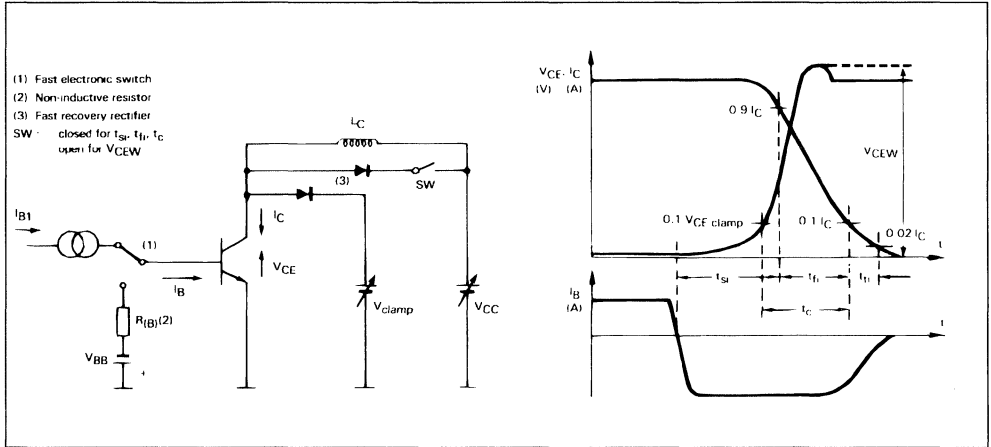 (1) Fast electronic switch
(2) Non-inductive resistor
(3) Fast recovery rectifier
SW : closed for tsi, tfi, tc
open for VCEW
LC
(3)
SW
IB1
(1)
IC
VCE
IB
R(B)(2)
VBB
+
Vclamp
VCC
VCE, IC
(V) (A)
0.9 IC
VCEW
0.1 VCE clamp
0.1 IC
0.02 IC
t
tsi
tfi
tti
tc
IB
(A)
t